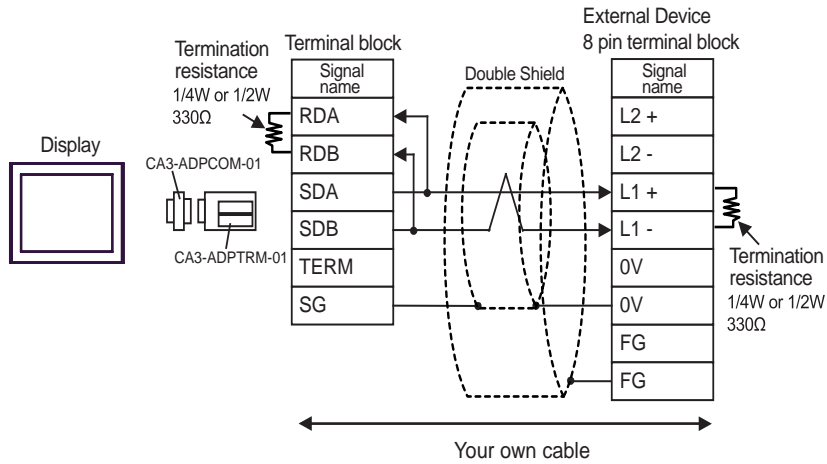 External Device
8 pin terminal block
Terminal block
Termination
resistance
1/4W or 1/2W
330Ω
Signal
name
Double Shield
Signal
name
RDA
L2 +
Display
RDB
L2 -
CA3-ADPCOM-01
SDA
L1 +
SDB
L1 -
CA3-ADPTRM-01
TERM
0V
Termination
resistance
1/4W or 1/2W
330Ω
SG
0V
FG
FG
Your own cable